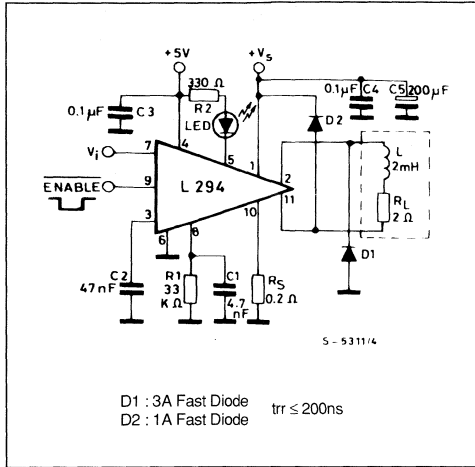 +5V
+Vs
330 Ω
R2
LED
0.1µF C3
0.1µF C4
C5 200µF
D2
Vi
7
4
5
1
L 294
2
11
L
2mH
RL
2Ω
ENABLE
9
3
6
8
10
D1
C2
47nF
R1
33
KΩ
C1
4.7
nF
RS
0.2 Ω
S-5311/4
D1 : 3A Fast Diode
D2 : 1A Fast Diode
trr ≤ 200ns